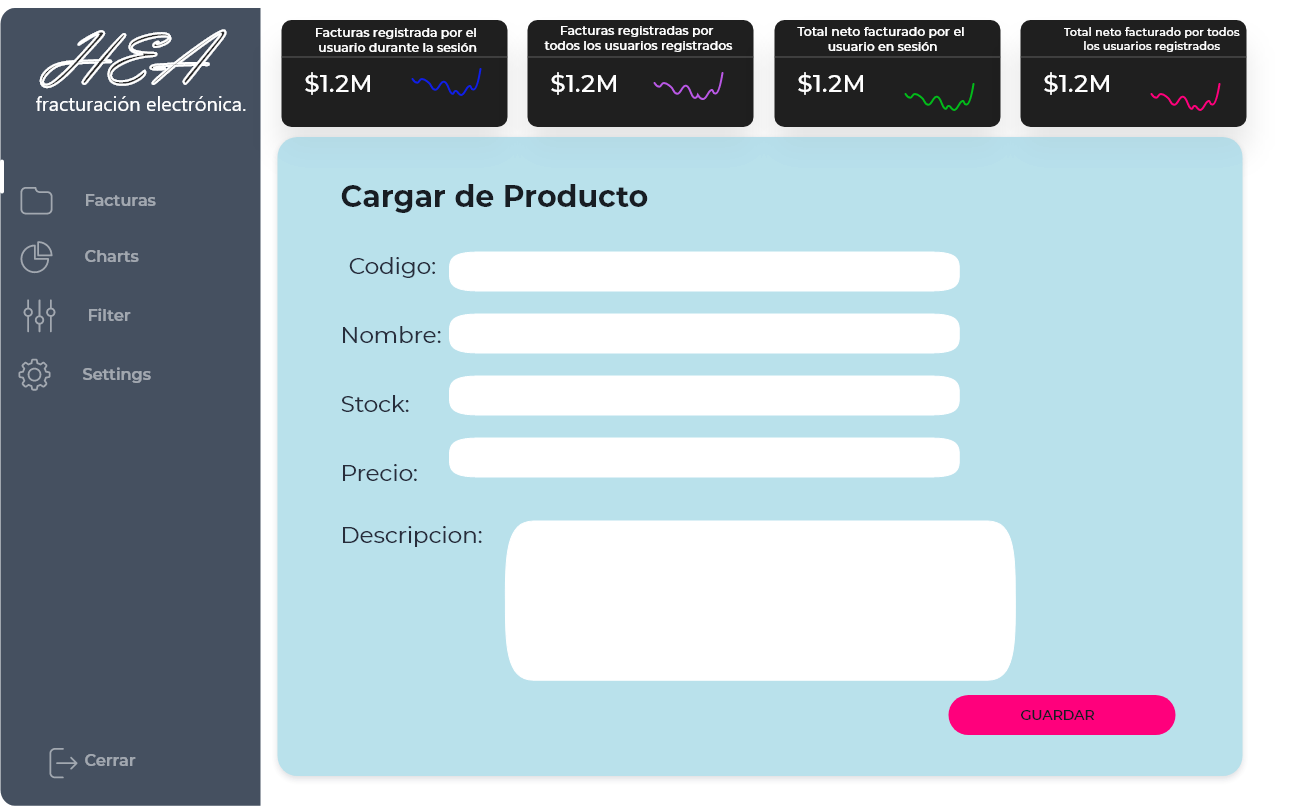 HEA
fracturación electrónica.
Facturas
Charts
Filter
Settings
Cerrar
Facturas registrada por el
usuario durante la sesión
$1.2M
Facturas registradas por
todos los usuarios registrados
$1.2M
Total neto facturado por el
usuario en sesión
$1.2M
Total neto facturado por todos
los usuarios registrados
$1.2M
Cargar de Producto
Codigo:
Nombre:
Stock:
Precio:
Descripcion:
GUARDAR